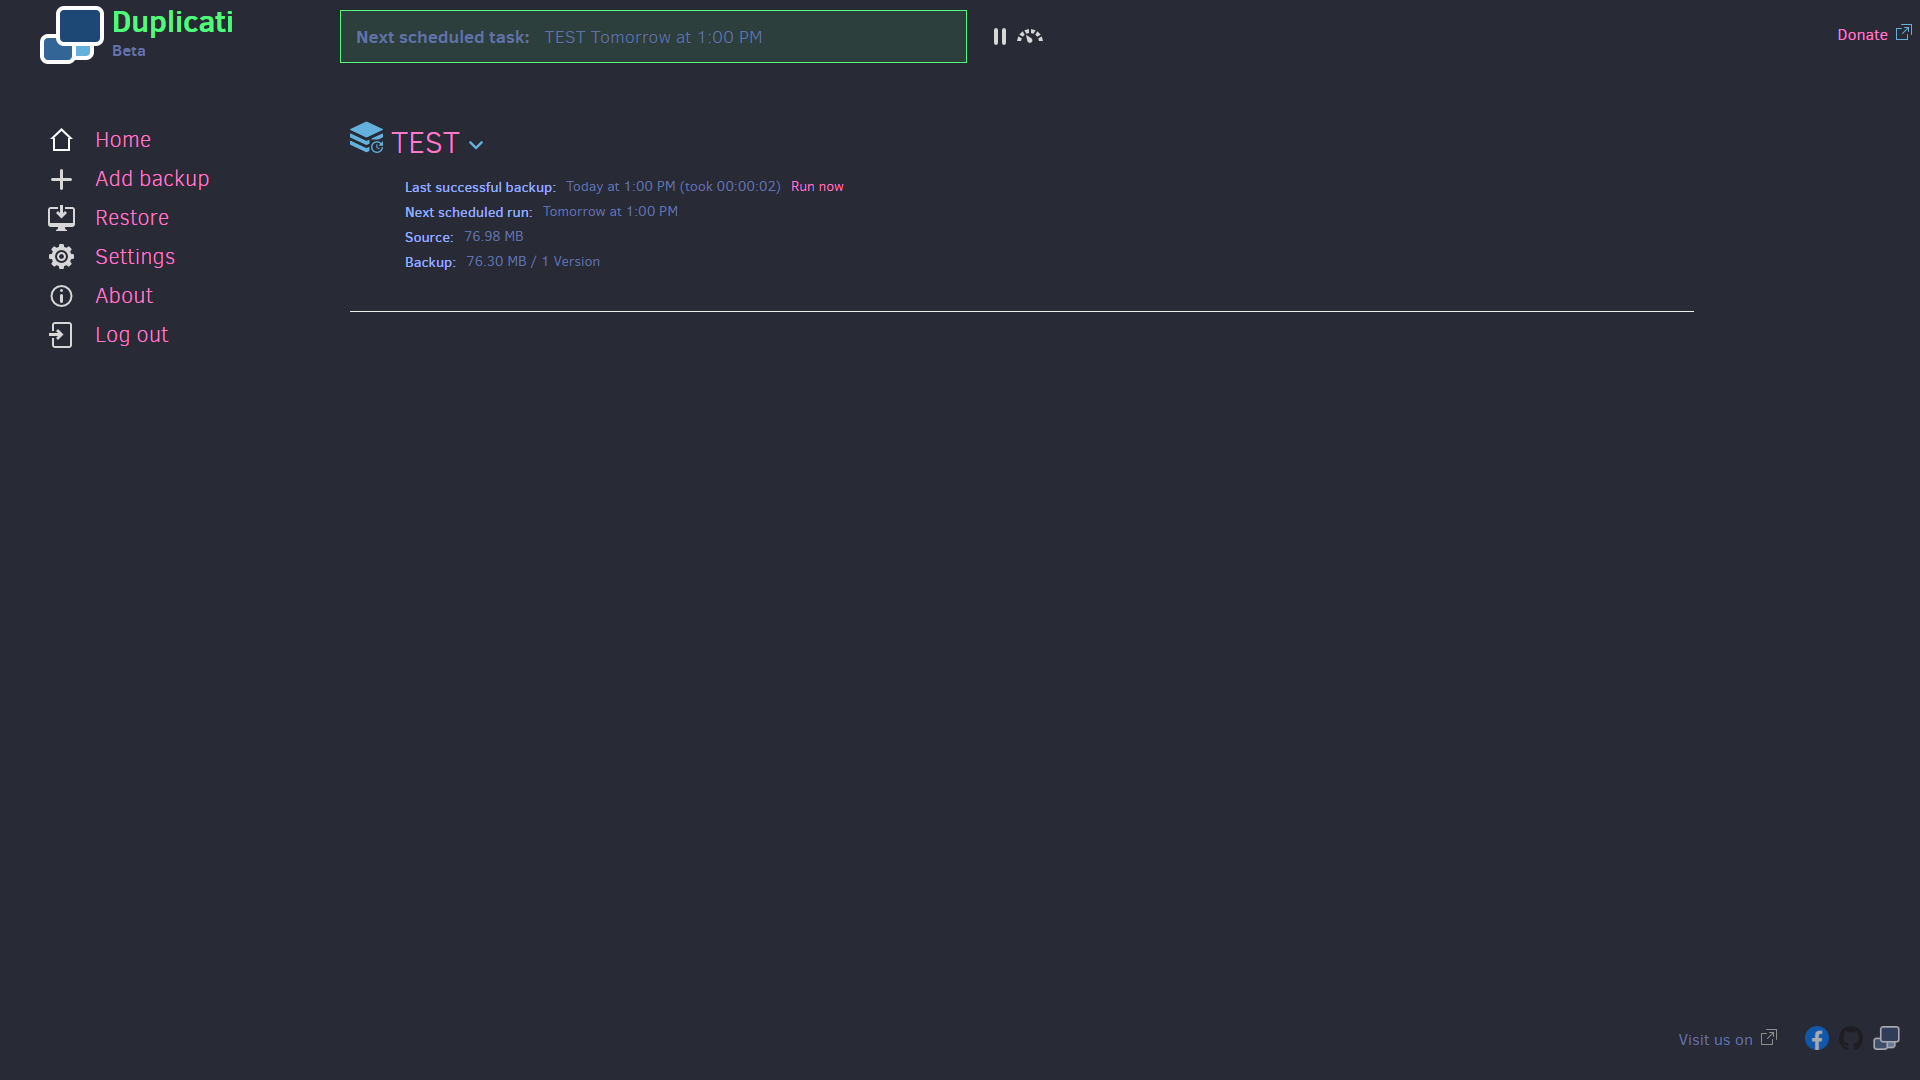 Duplicati
Beta
Next scheduled task: TEST Tomorrow at 1:00 PM
Donate
Home
Add backup
Restore
Settings
About
Log out
TEST
Last successful backup: Today at 1:00 PM (took 00:00:02) Run now
Next scheduled run: Tomorrow at 1:00 PM
Source: 76.98 MB
Backup: 76.30 MB / 1 Version
Visit us on